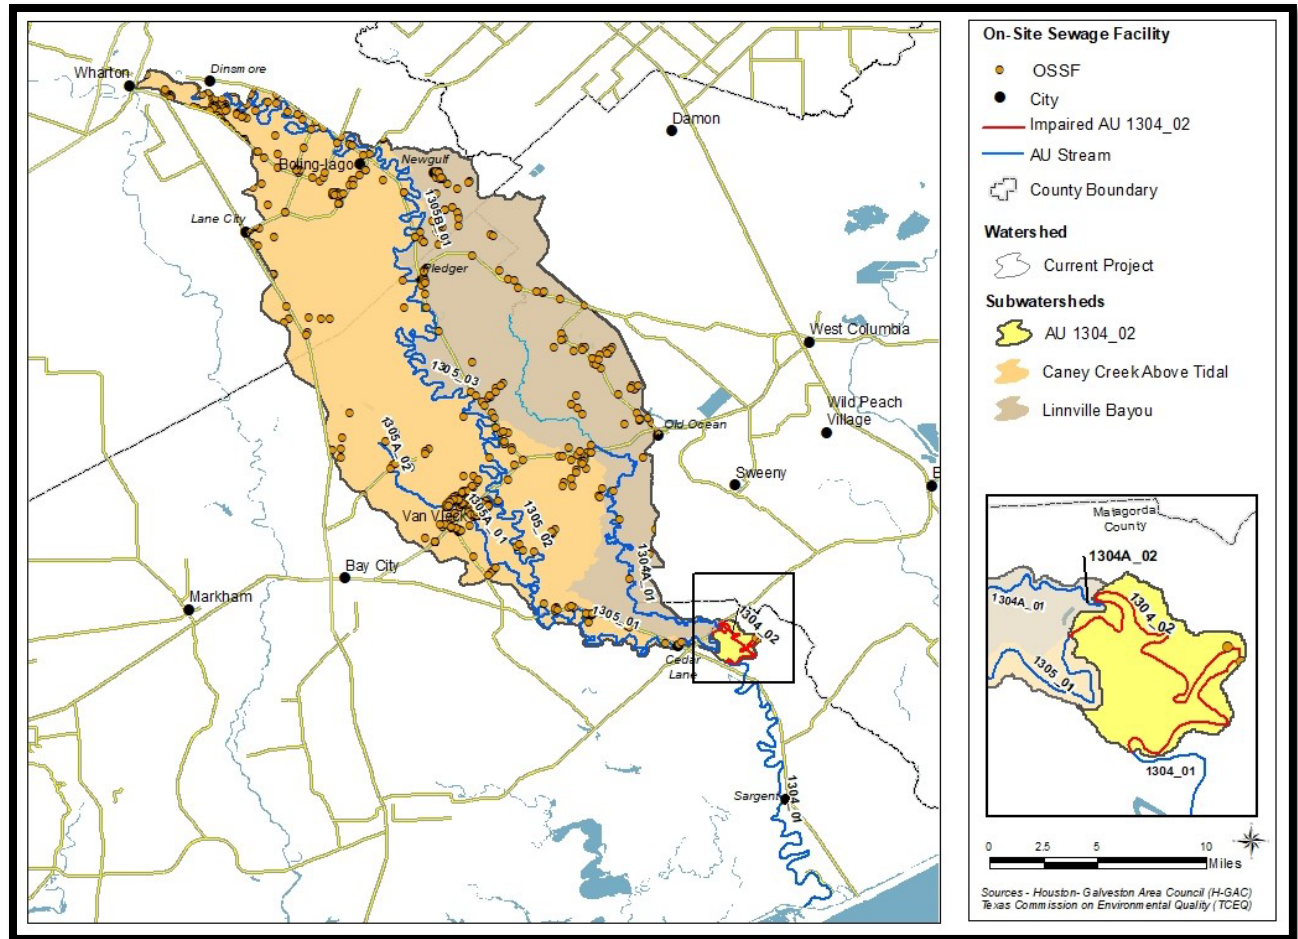 Wharton
Dinsmore
Damon
Boling-Iago
Newgulf
1305B_01
Lane City
Pledger
West Columbia
1305_03
Wild Peach
Village
Old Ocean
1305A_02
Sweeny
Van Vleck
1305A_01
1305_02
Bay City
1304A_01
Markham
1305_01
1304_02
Cedar
Lane
Sargent
1304_01
On-Site Sewage Facility
OSSF
City
Impaired AU 1304_02
AU Stream
County Boundary
Watershed
Current Project
Subwatersheds
AU 1304_02
Caney Creek Above Tidal
Linnville Bayou
Matagorda
County
1304A_02
1304A_01
1304_02
1305_01
1304_01
0 2.5 5 10
Miles
Sources - Houston- Galveston Area Council (H-GAC)
Texas Commission on Environmental Quality (TCEQ)